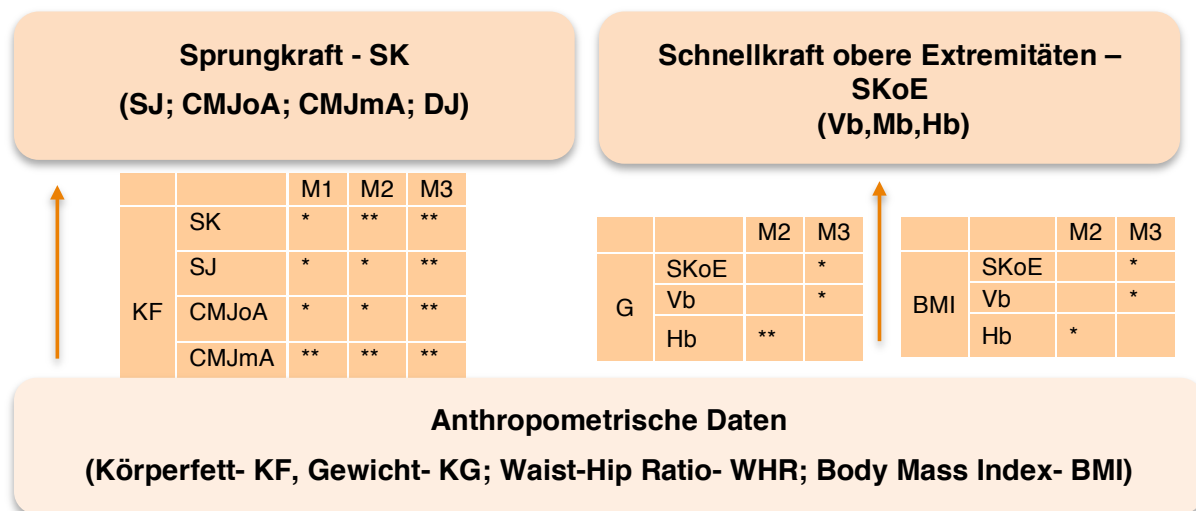 Sprungkraft - SK
(SJ; CMJoA; CMJmA; DJ)
Schnellkraft obere Extremitäten –
SKoE
(Vb,Mb,Hb)
M1 M2 M3
KF
SK * ** **
SJ * * **
CMJoA * * **
CMJmA ** ** **
M2 M3
G
SKoE *
Vb *
Hb **
M2 M3
BMI
SKoE *
Vb *
Hb *
Anthropometrische Daten
(Körperfett- KF, Gewicht- KG; Waist-Hip Ratio- WHR; Body Mass Index- BMI)